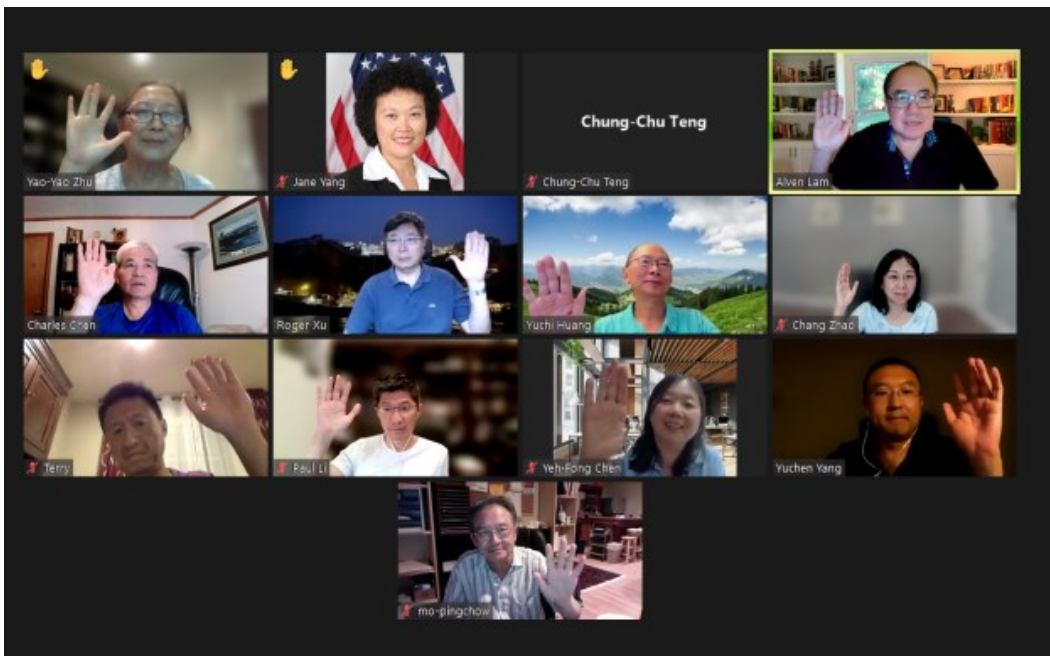 Yao-Yao Zhu
Jane Yang
Chung-Chu Teng
Chung-Chu Teng
Alven Lam
Charles Chen
Roger Xu
Yuchi Huang
Chang Zhao
Terry
Paul Li
Yeh-Fong Chen
Yuchen Yang
mo-pingchow